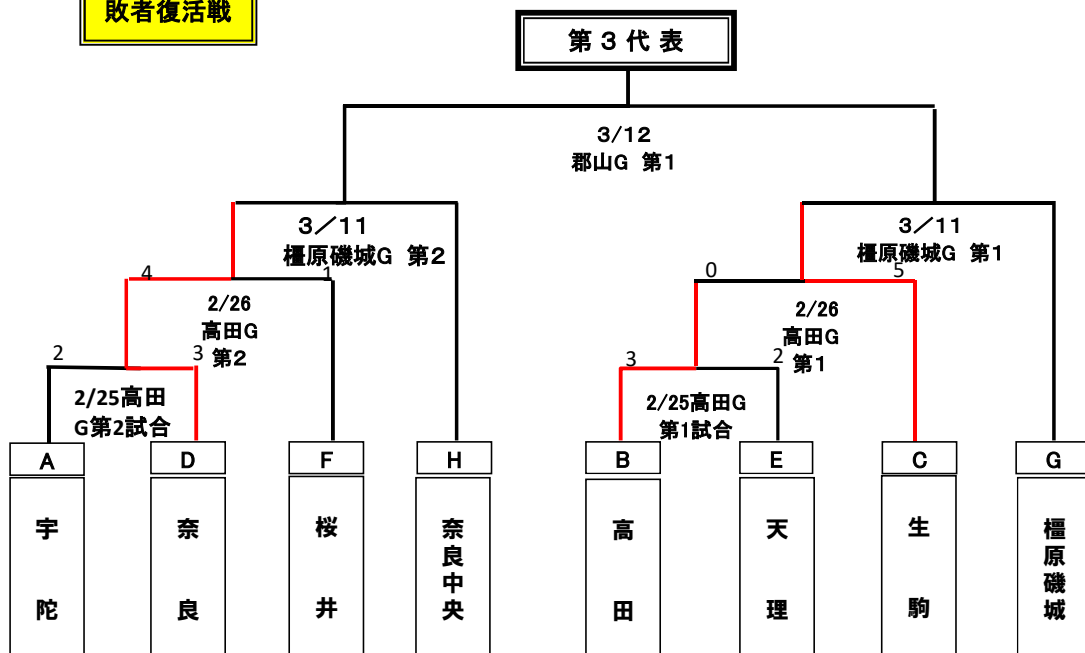 敗者復活戦
第3代表
3/12
郡山G 第1
3／11
橿原磯城G 第2
3／11
橿原磯城G 第1
4
1
0
5
2/26
高田G
第2
2/26
高田G
第1
2
3
3
2
2/25高田
G第2試合
2/25高田G
第1試合
A
D
F
H
B
E
C
G
宇陀
奈良
桜井
奈良中央
高田
天理
生駒
橿原磯城